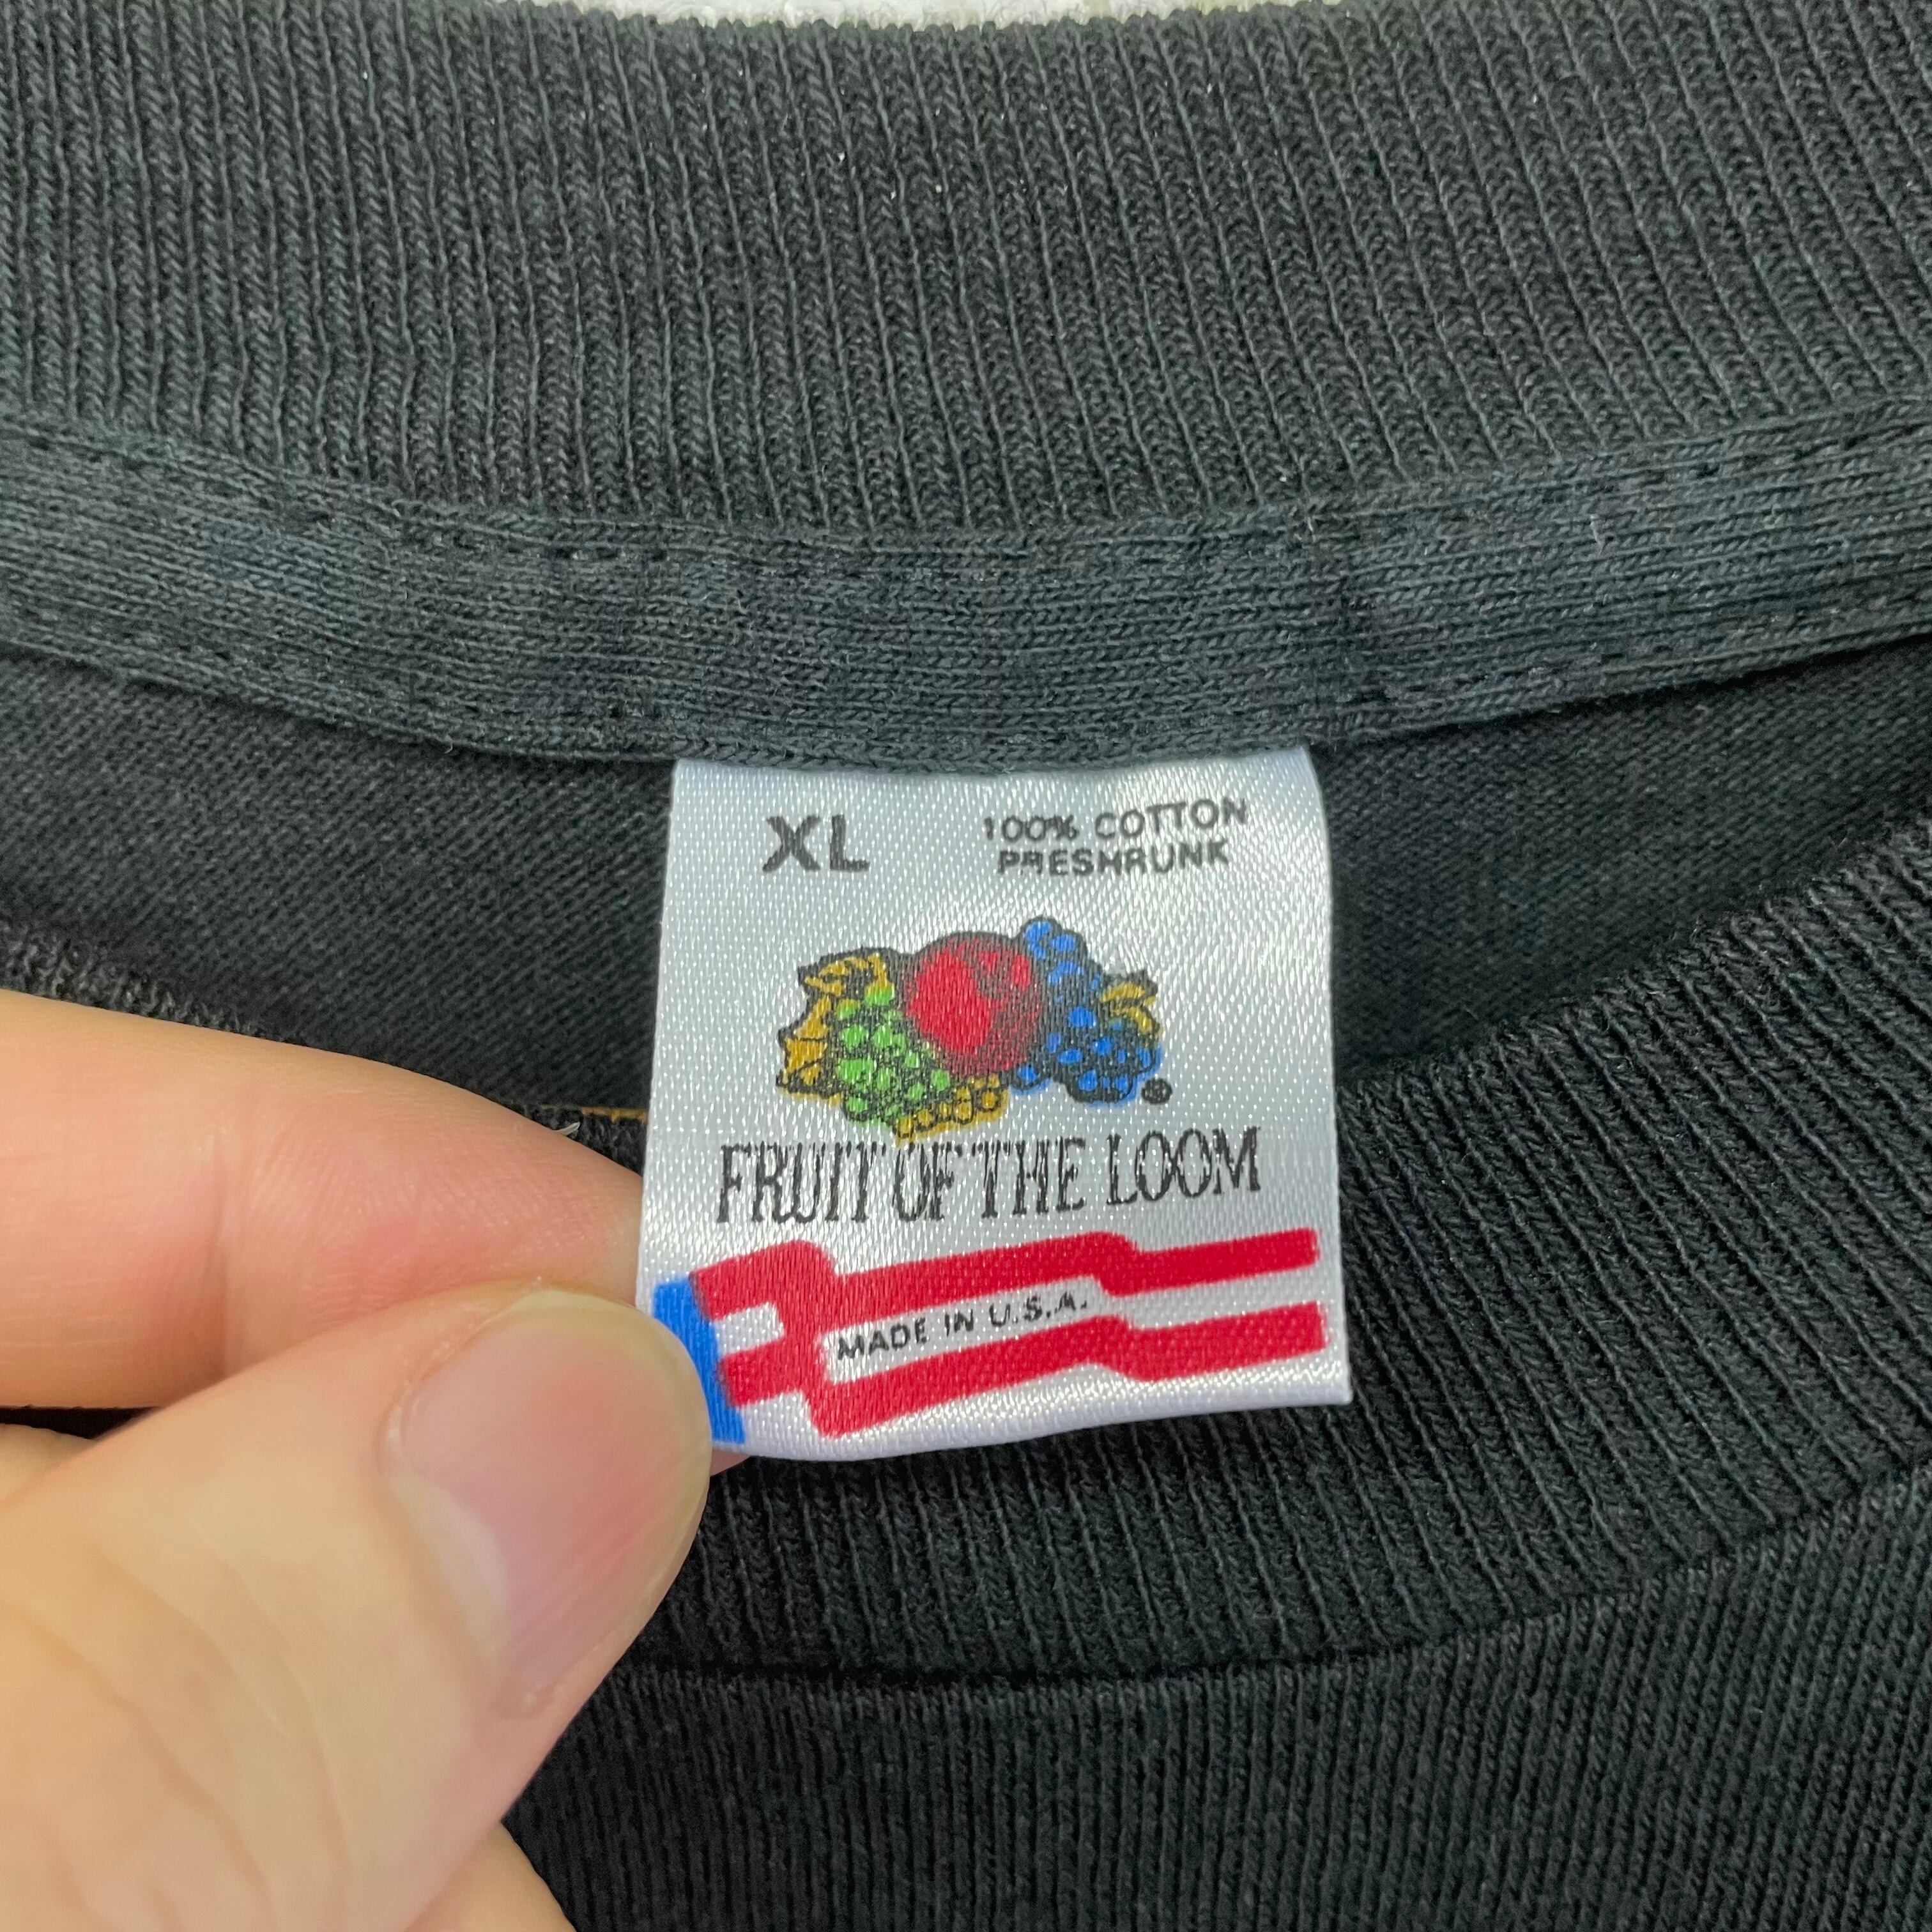 XL
100% COTTON
PRESHRUNK
FRUIT OF THE LOOM
MADE IN U.S.A.